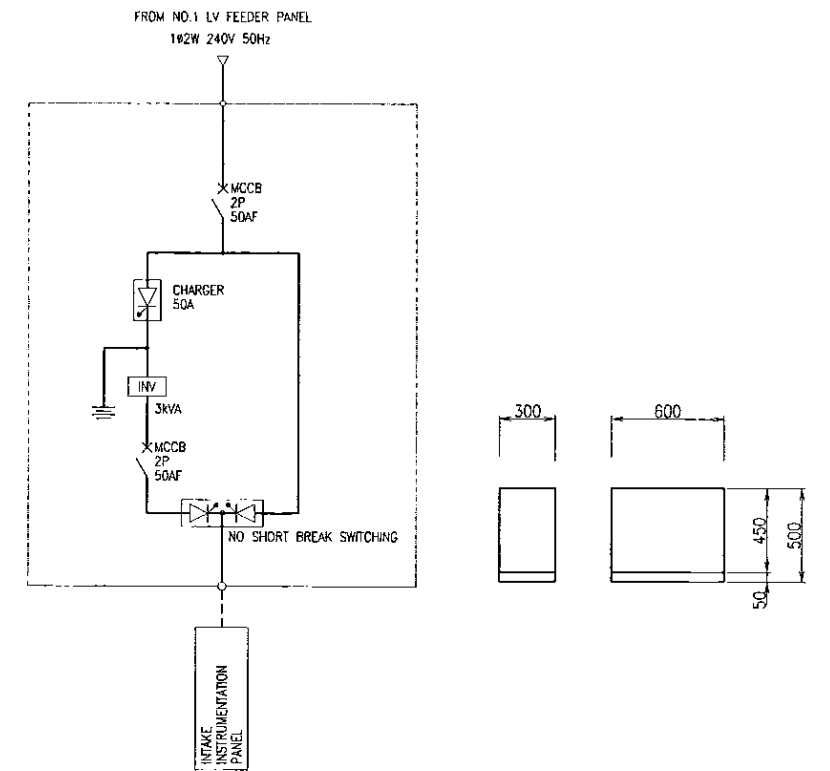 FROM NO.1 LV FEEDER PANEL
1ø2W 240V 50Hz
MCCB
2P
50AF
CHARGER
50A
INV
3kVA
MCCB
2P
50AF
NO SHORT BREAK SWITCHING
INTAKE
INSTRUMENTATION
PANEL
300
600
450
500
50